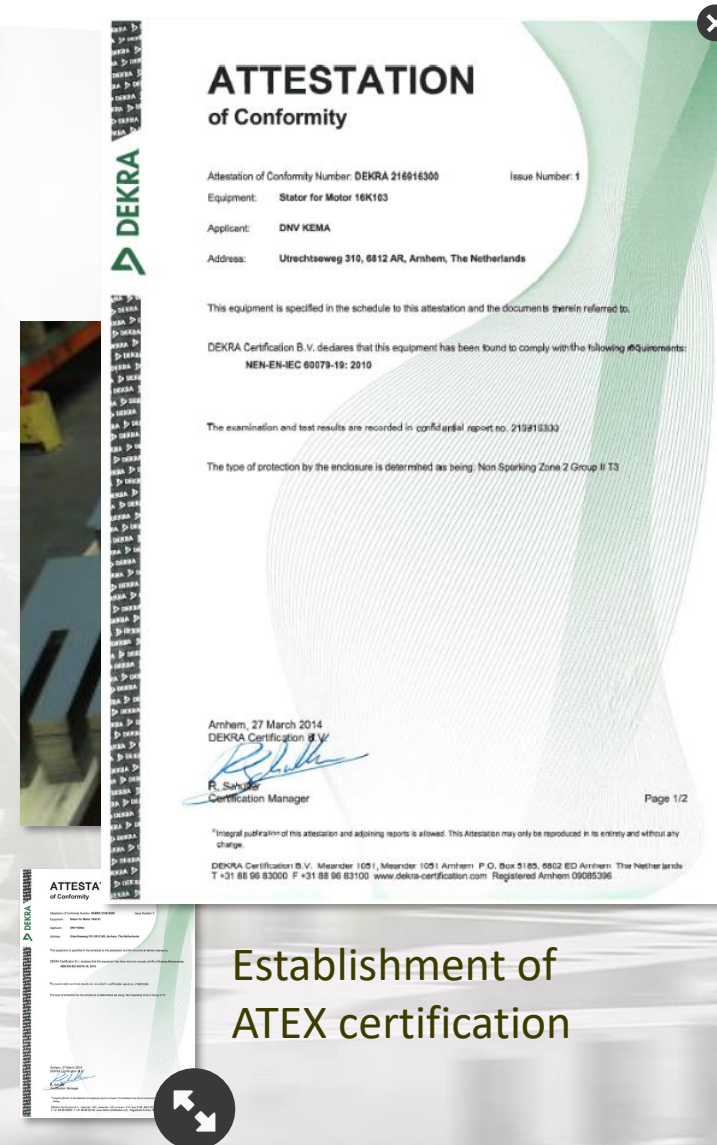 ATTESTATION
of Conformity
DEKRA
Attestation of Conformity Number: DEKRA 216916300 Issue Number: 1
Equipment: Stator for Motor 16K103
Applicant: DNV KEMA
Address: Utrechtseweg 310, 6812 AR, Arnhem, The Netherlands
This equipment is specified in the schedule to this attestation and the documents therein referred to.
DEKRA Certification B.V. declares that this equipment has been found to comply with the following requirements:
NEN-EN-IEC 60079-19: 2010
The examination and test results are recorded in confidential report no.
The type of protection by the enclosure is determined as being: Non Sparking Zone 2 Group II T3
Arnhem, 27 March 2014
DEKRA Certification B.V.
R.
Certification Manager
Page 1/2
Integral publication of this attestation and adjoining reports is allowed. This Attestation may only be reproduced in its entirety and without any
change.
DEKRA Certification B.V. Meander 1051, Meander 1051 Arnhem P.O. Box 5185, 6802 ED Arnhem The Netherlands
T +31 88 96 83000 F +31 88 96 83100 www.dekra-certification.com Registered Arnhem 09085396
ATTESTA
of Conformity
DEKRA
Establishment of
ATEX certification